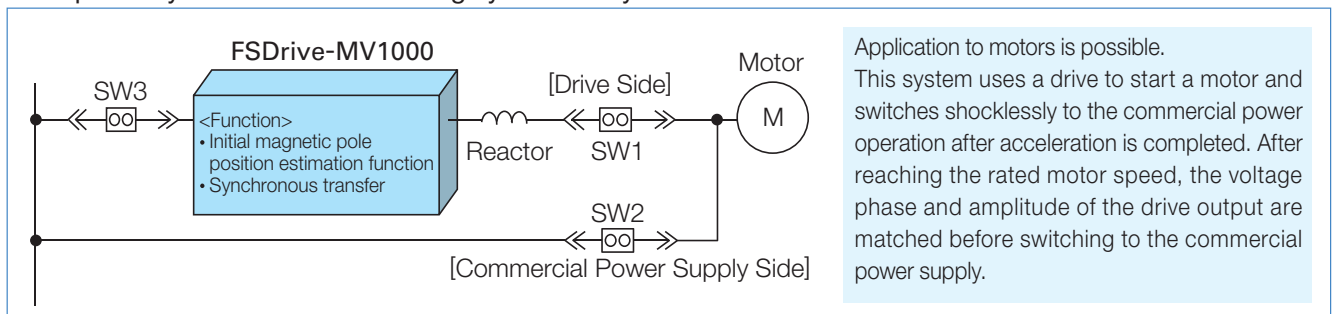 FSDrive-MV1000
SW3
<Function>
• Initial magnetic pole
position estimation function
• Synchronous transfer
Reactor
[Drive Side]
SW1
Motor
M
SW2
[Commercial Power Supply Side]
Application to motors is possible.
This system uses a drive to start a motor and
switches shocklessly to the commercial power
operation after acceleration is completed. After
reaching the rated motor speed, the voltage
phase and amplitude of the drive output are
matched before switching to the commercial
power supply.